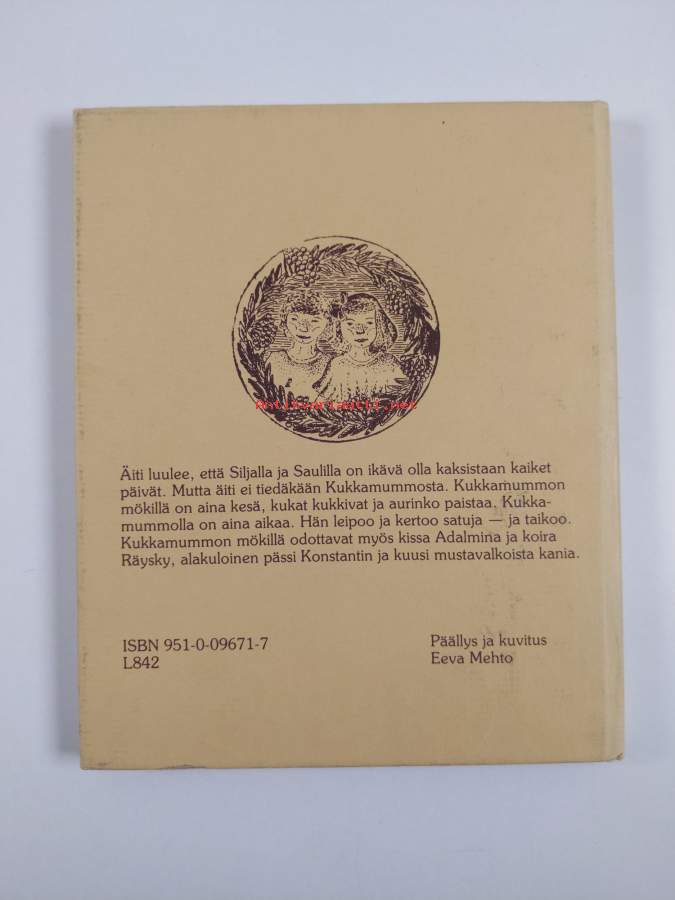 Antikvariaatti.net
Äiti luulee, että Siljalla ja Saulilla on ikävä olla kaksistaan kaiket
päivät. Mutta äiti ei tiedäkään Kukkamummosta. Kukkamummon
mökillä on aina kesä, kukat kukkivat ja aurinko paistaa. Kukka-
mummolla on aina aikaa. Hän leipoo ja kertoo satuja — ja taikoo.
Kukkamummon mökillä odottavat myös kissa Adalmina ja koira
Räysky, alakuloinen pässi Konstantin ja kuusi mustavalkoista kania.
ISBN 951-0-09671-7
L842
Päällys ja kuvitus
Eeva Mehto